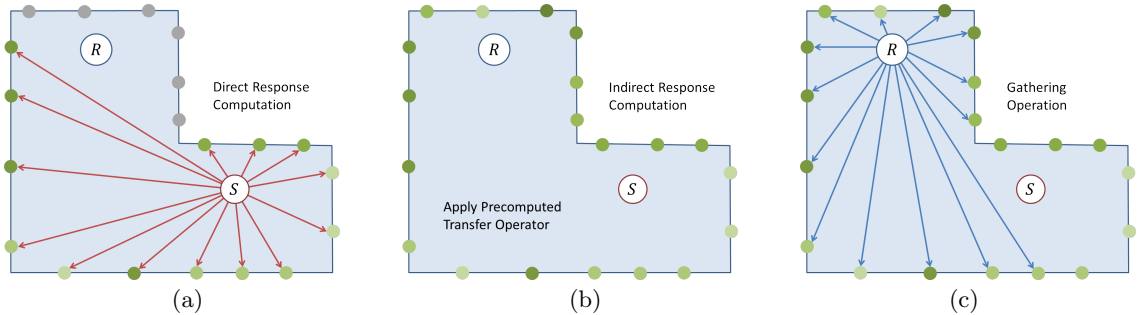 R
Direct Response
Computation
S
(a)
R
Indirect Response
Computation
S
Apply Precomputed
Transfer Operator
(b)
R
Gathering
Operation
S
(c)